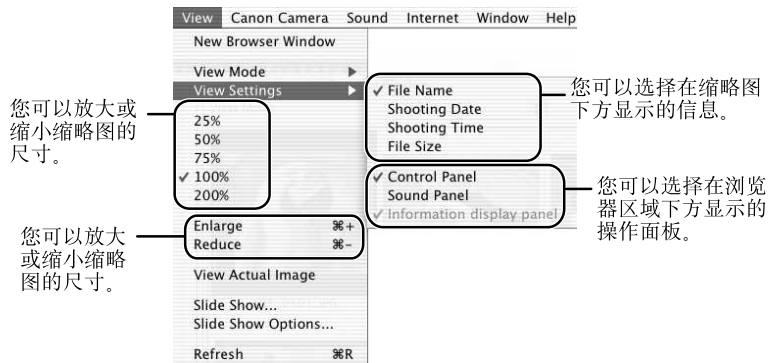 View Canon Camera Sound Internet Window Help
New Browser Window
View Mode
View Settings
25%
50%
75%
✓ 100%
200%
Enlarge ⌘+
Reduce ⌘-
View Actual Image
Slide Show...
Slide Show Options...
Refresh ⌘R
✓ File Name
Shooting Date
Shooting Time
File Size
✓ Control Panel
Sound Panel
✓ Information display panel
您可以放大或
缩小缩略图的
尺寸。
您可以放大
或缩小缩略
图的尺寸。
您可以选择在缩略图
下方显示的信息。
您可以选择在浏览
器区域下方显示的
操作面板。